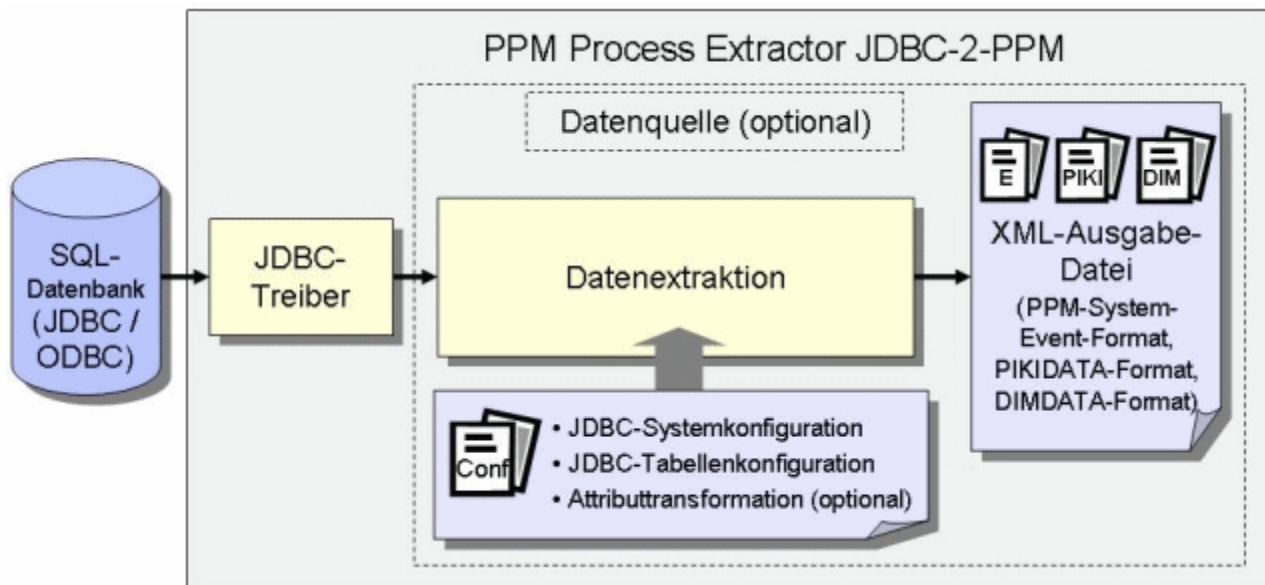 PPM Process Extractor JDBC-2-PPM
Datenquelle (optional)
SQL-
Datenbank
(JDBC /
ODBC)
JDBC-
Treiber
Datenextraktion
E
PIKI
DIM
XML-Ausgabe-
Datei
(PPM-System-
Event-Format,
PIKIDATA-Format,
DIMDATA-Format)
Conf
• JDBC-Systemkonfiguration
• JDBC-Tabellenkonfiguration
• Attributtransformation (optional)